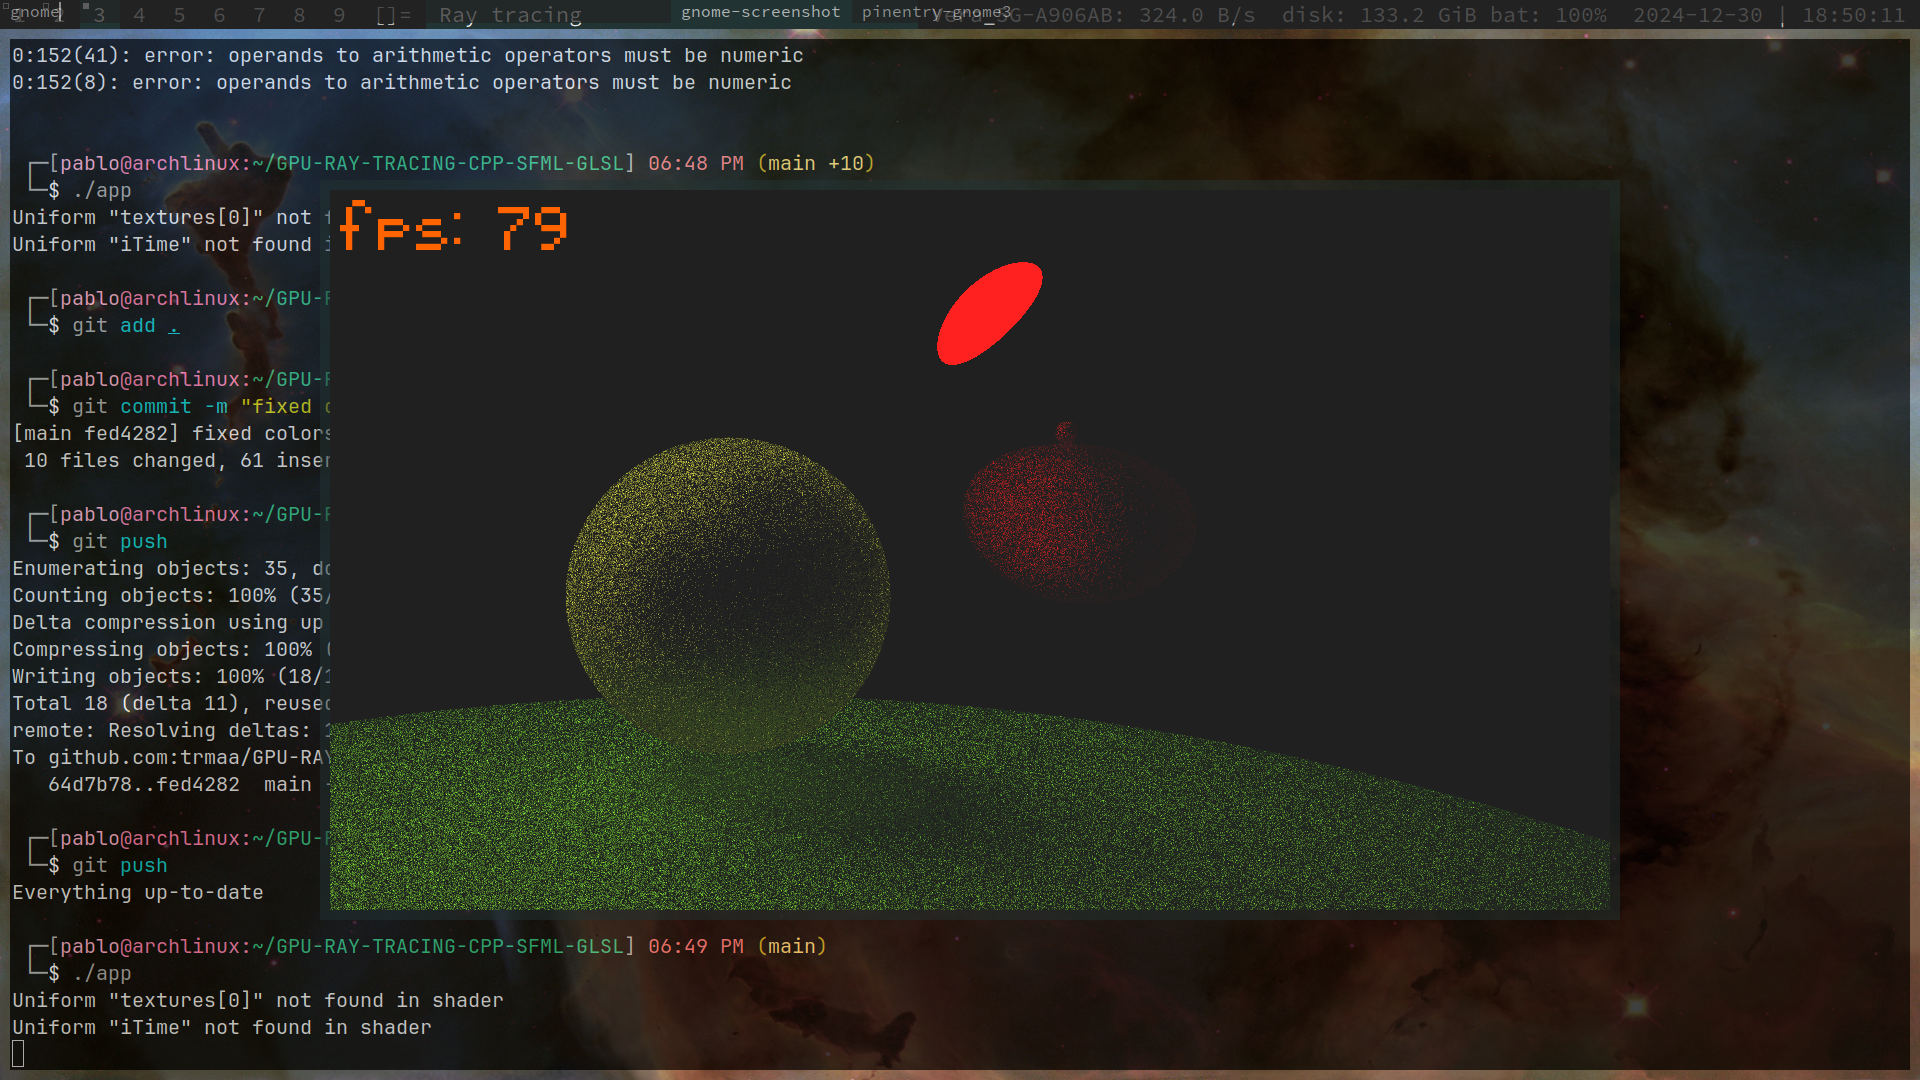 gnome
3 4 5 6 7 8 9 []= Ray tracing gnome-screenshot pinentry-gnome3 SG-A906AB: 324.0 B/s disk: 133.2 GiB bat: 100% 2024-12-30 | 18:50:11
0:152(41): error: operands to arithmetic operators must be numeric
0:152(8): error: operands to arithmetic operators must be numeric
┌─[pablo@archlinux:~/GPU-RAY-TRACING-CPP-SFML-GLSL] 06:48 PM (main +10)
└─$ ./app
Uniform "textures[0]" not f
Uniform "iTime" not found i
fps: 79
┌─[pablo@archlinux:~/GPU-R
└─$ git add .
┌─[pablo@archlinux:~/GPU-R
└─$ git commit -m "fixed c
[main fed4282] fixed colors
10 files changed, 61 inser
┌─[pablo@archlinux:~/GPU-R
└─$ git push
Enumerating objects: 35, do
Counting objects: 100% (35/
Delta compression using up
Compressing objects: 100% (
Writing objects: 100% (18/1
Total 18 (delta 11), reused
remote: Resolving deltas: 1
To github.com:trmaa/GPU-RAY
64d7b78..fed4282  main -
┌─[pablo@archlinux:~/GPU-R
└─$ git push
Everything up-to-date
┌─[pablo@archlinux:~/GPU-RAY-TRACING-CPP-SFML-GLSL] 06:49 PM (main)
└─$ ./app
Uniform "textures[0]" not found in shader
Uniform "iTime" not found in shader